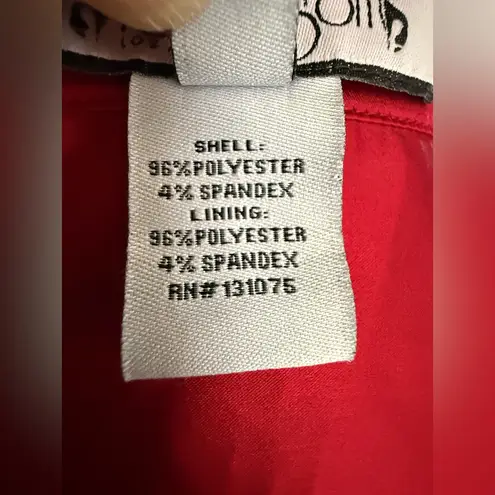 SHELL:
96%POLYESTER
4% SPANDEX
LINING:
96%POLYESTER
4% SPANDEX
RN#131075